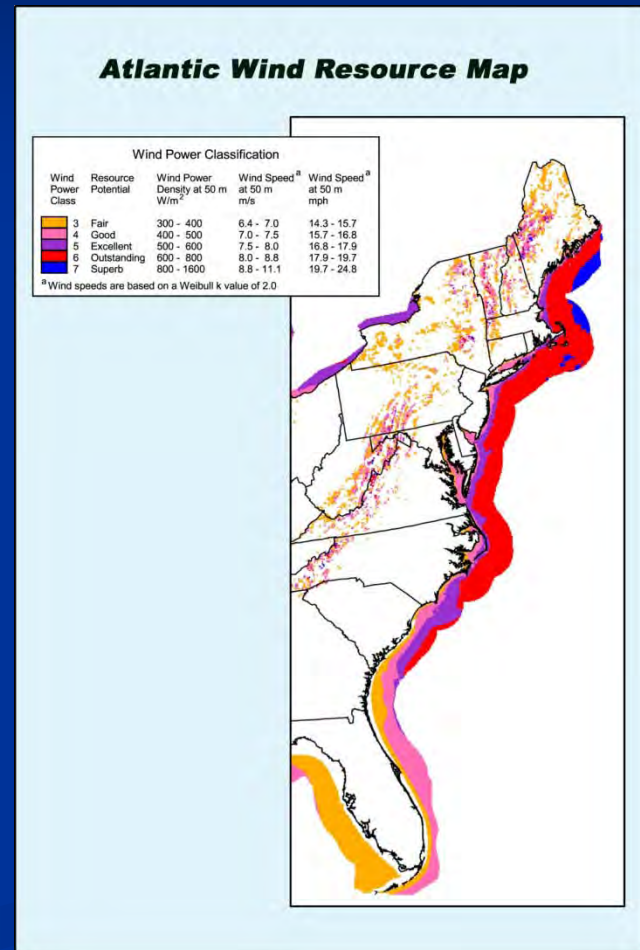 Atlantic Wind Resource Map
Wind Power Classification
Wind Power Class Resource Potential Wind Power Density at 50 m W/m² Wind Speedᵃ at 50 m m/s Wind Speedᵃ at 50 m mph
3 Fair 300 - 400 6.4 - 7.0 14.3 - 15.7
4 Good 400 - 500 7.0 - 7.5 15.7 - 16.8
5 Excellent 500 - 600 7.5 - 8.0 16.8 - 17.9
6 Outstanding 600 - 800 8.0 - 8.8 17.9 - 19.7
7 Superb 800 - 1600 8.8 - 11.1 19.7 - 24.8
ᵃ Wind speeds are based on a Weibull k value of 2.0